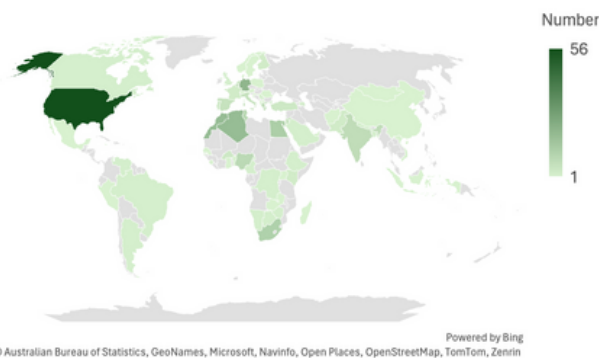 Number
56
1
Powered by Bing
Australian Bureau of Statistics, GeoNames, Microsoft, Navinfo, Open Places, OpenStreetMap, TomTom, Zenrin